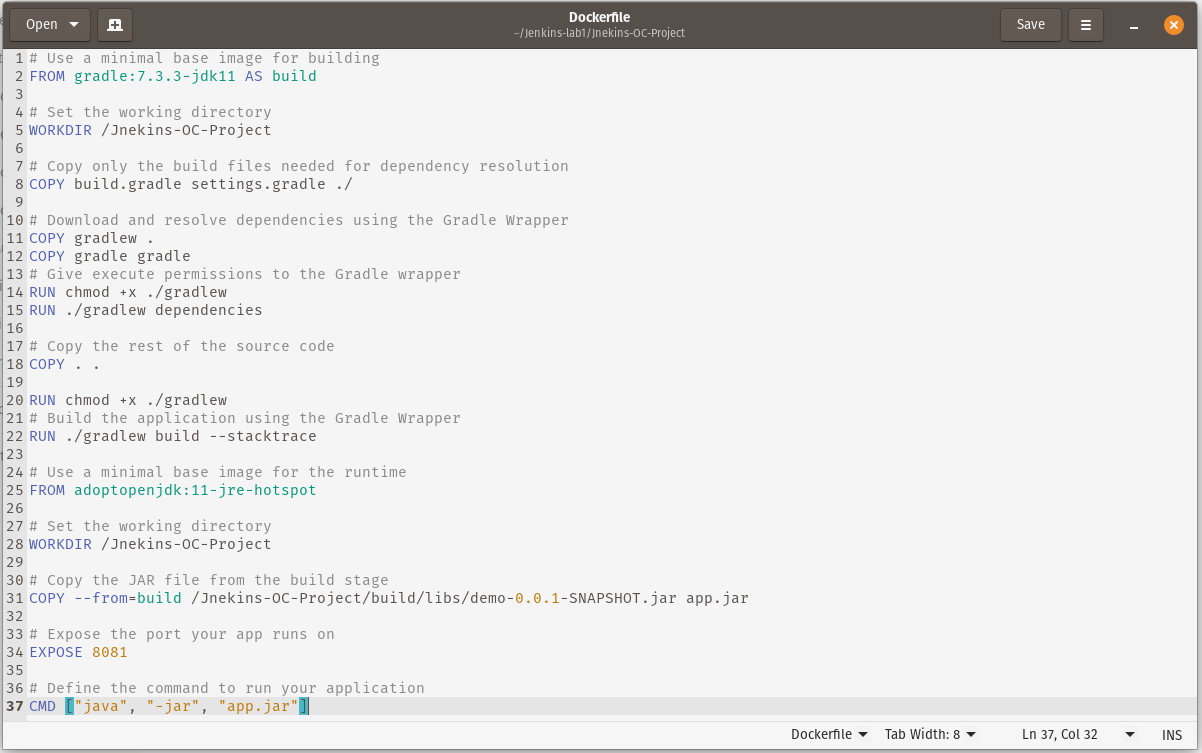 Open
Dockerfile
~/Jenkins-lab1/Jnekins-OC-Project
Save
1 # Use a minimal base image for building
2 FROM gradle:7.3.3-jdk11 AS build
3
4 # Set the working directory
5 WORKDIR /Jnekins-OC-Project
6
7 # Copy only the build files needed for dependency resolution
8 COPY build.gradle settings.gradle ./
9
10 # Download and resolve dependencies using the Gradle Wrapper
11 COPY gradlew .
12 COPY gradle gradle
13 # Give execute permissions to the Gradle wrapper
14 RUN chmod +x ./gradlew
15 RUN ./gradlew dependencies
16
17 # Copy the rest of the source code
18 COPY . .
19
20 RUN chmod +x ./gradlew
21 # Build the application using the Gradle Wrapper
22 RUN ./gradlew build --stacktrace
23
24 # Use a minimal base image for the runtime
25 FROM adoptopenjdk:11-jre-hotspot
26
27 # Set the working directory
28 WORKDIR /Jnekins-OC-Project
29
30 # Copy the JAR file from the build stage
31 COPY --from=build /Jnekins-OC-Project/build/libs/demo-0.0.1-SNAPSHOT.jar app.jar
32
33 # Expose the port your app runs on
34 EXPOSE 8081
35
36 # Define the command to run your application
37 CMD ["java", "-jar", "app.jar"]
Dockerfile Tab Width: 8 Ln 37, Col 32 INS